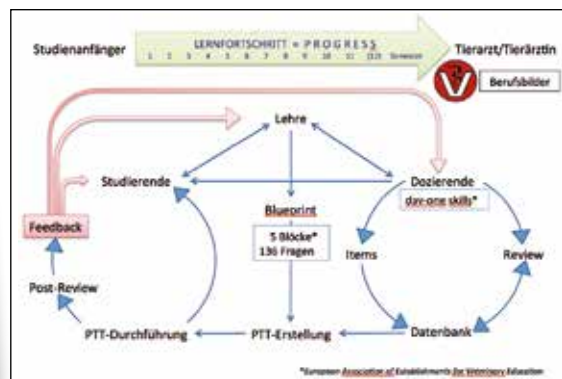 Studienanfänger
LERNFORTSCHRITT = PROGRESS
1 2 3 4 5 6 7 8 9 10 11 (12) Semester
Tierarzt/Tierärztin
V
Berufsbilder
Lehre
Studierende
Dozierende
day-one skills*
Blueprint
5 Blöcke*
136 Fragen
Feedback
Items
Review
Post-Review
PTT-Durchführung
PTT-Erstellung
Datenbank
*European Association of Establishments for Veterinary Education